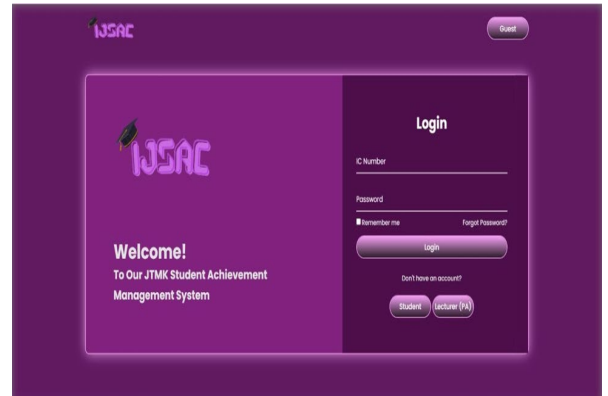 IJSAC
Guest
IJSAC
Welcome!
To Our JTMK Student Achievement
Management System
Login
IC Number
Password
Remember me Forgot Password?
Login
Don't have an account?
Student Lecturer (PA)